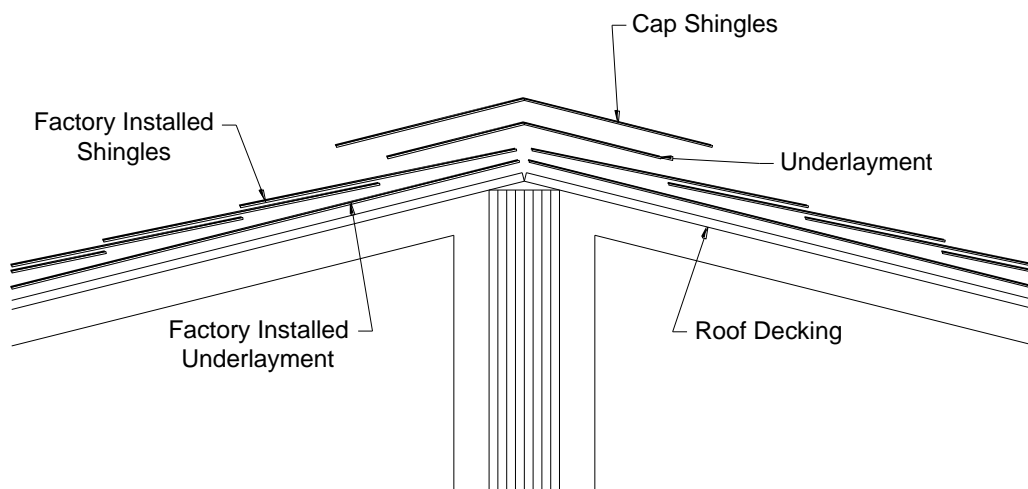 Cap Shingles
Factory Installed
Shingles
Underlayment
Factory Installed
Underlayment
Roof Decking